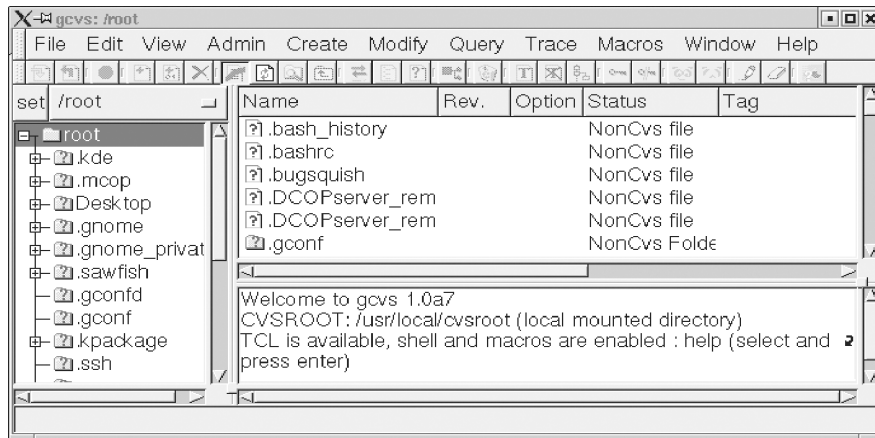 gcvs: /root
File Edit View Admin Create Modify Query Trace Macros Window Help
set /root
root
.kde
.mcop
Desktop
.gnome
.gnome_privat
.sawfish
.gconfd
.gconf
.kpackage
.ssh
Name Rev. Option Status Tag
.bash_history NonCvs file
.bashrc NonCvs file
.bugsquish NonCvs file
.DCOPserver_rem NonCvs file
.DCOPserver_rem NonCvs file
.gconf NonCvs Folde
Welcome to gcvs 1.0a7
CVSROOT: /usr/local/cvsroot (local mounted directory)
TCL is available, shell and macros are enabled : help (select and
press enter)